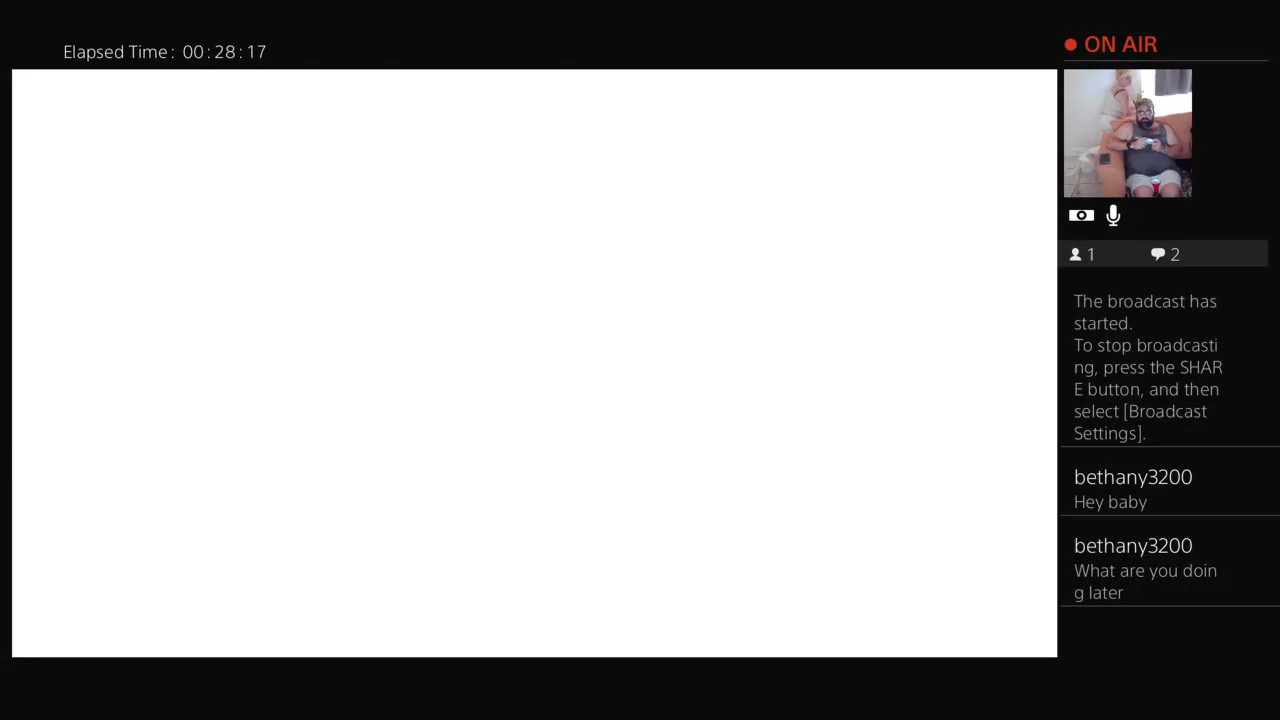 Elapsed Time: 00:28:17
ON AIR
1 2
The broadcast has
started.
To stop broadcasti
ng, press the SHAR
E button, and then
select [Broadcast
Settings].
bethany3200
Hey baby
bethany3200
What are you doin
g later